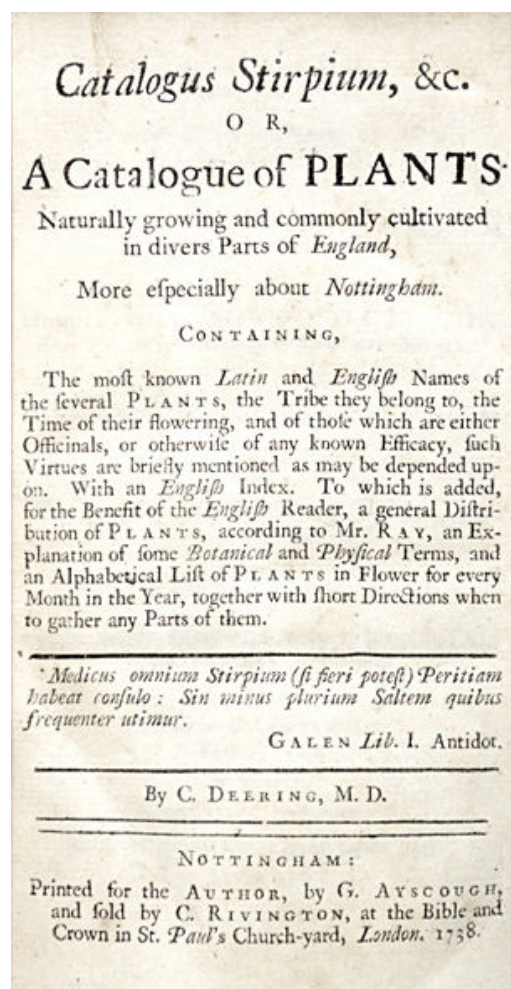 Catalogus Stirpium, &c.
OR,
A Catalogue of PLANTS
Naturally growing and commonly cultivated
in divers Parts of England,
More eſpecially about Nottingham.
CONTAINING,
The moſt known Latin and Engliſh Names of
the ſeveral PLANTS, the Tribe they belong to, the
Time of their flowering, and of thoſe which are either
Officinals, or otherwiſe of any known Efficacy, ſuch
Virtues are briefly mentioned as may be depended up-
on. With an Engliſh Index. To which is added,
for the Benefit of the Engliſh Reader, a general Diſtri-
bution of PLANTS, according to Mr. RAY, an Ex-
planation of ſome Botanical and Phyſical Terms, and
an Alphabetical Liſt of PLANTS in Flower for every
Month in the Year, together with ſhort Directions when
to gather any Parts of them.
Medicus omnium Stirpium (ſi fieri poteſt) Peritiam
habeat conſulo : Sin minus plurium Saltem quibus
frequenter utimur.
GALEN Lib. I. Antidot.
By C. DEERING, M. D.
NOTTINGHAM:
Printed for the AUTHOR, by G. AYSCOUGH,
and ſold by C. RIVINGTON, at the Bible and
Crown in St. Paul's Church-yard, London. 1738.